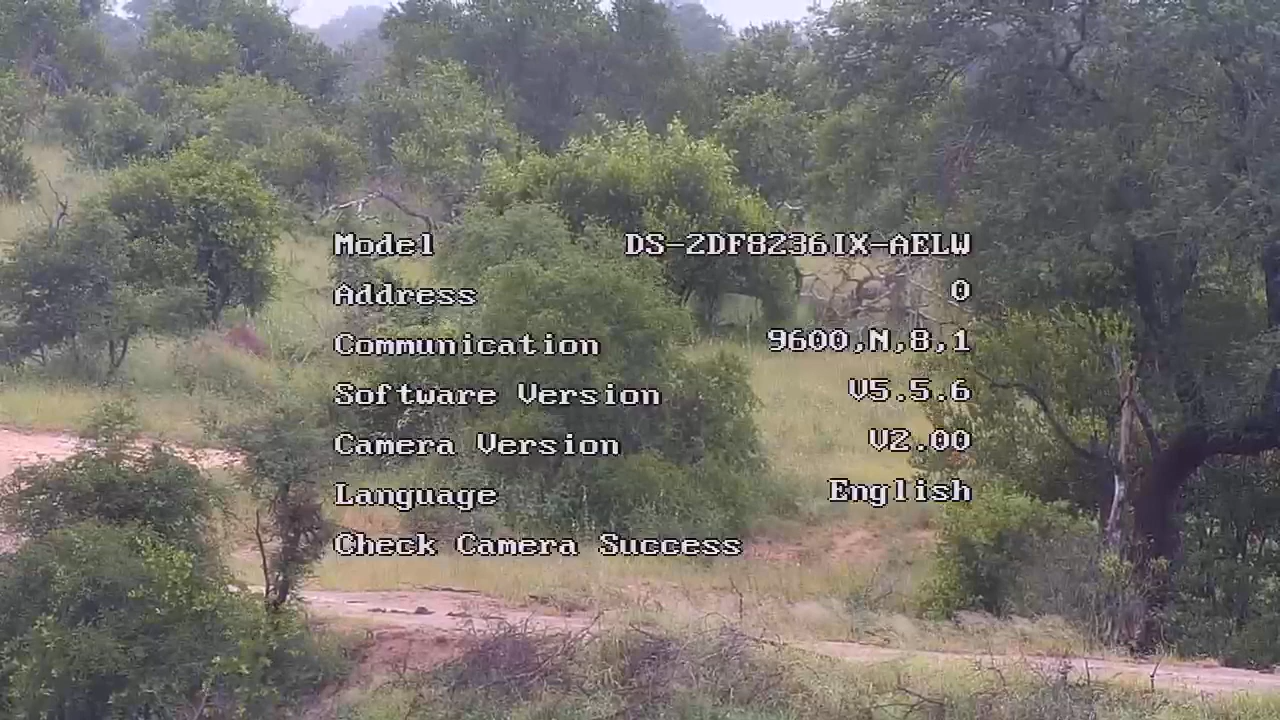 Model DS-2DF8236IX-AELW
Address 0
Communication 9600,N,8,1
Software Version V5.5.6
Camera Version V2.00
Language English
Check Camera Success